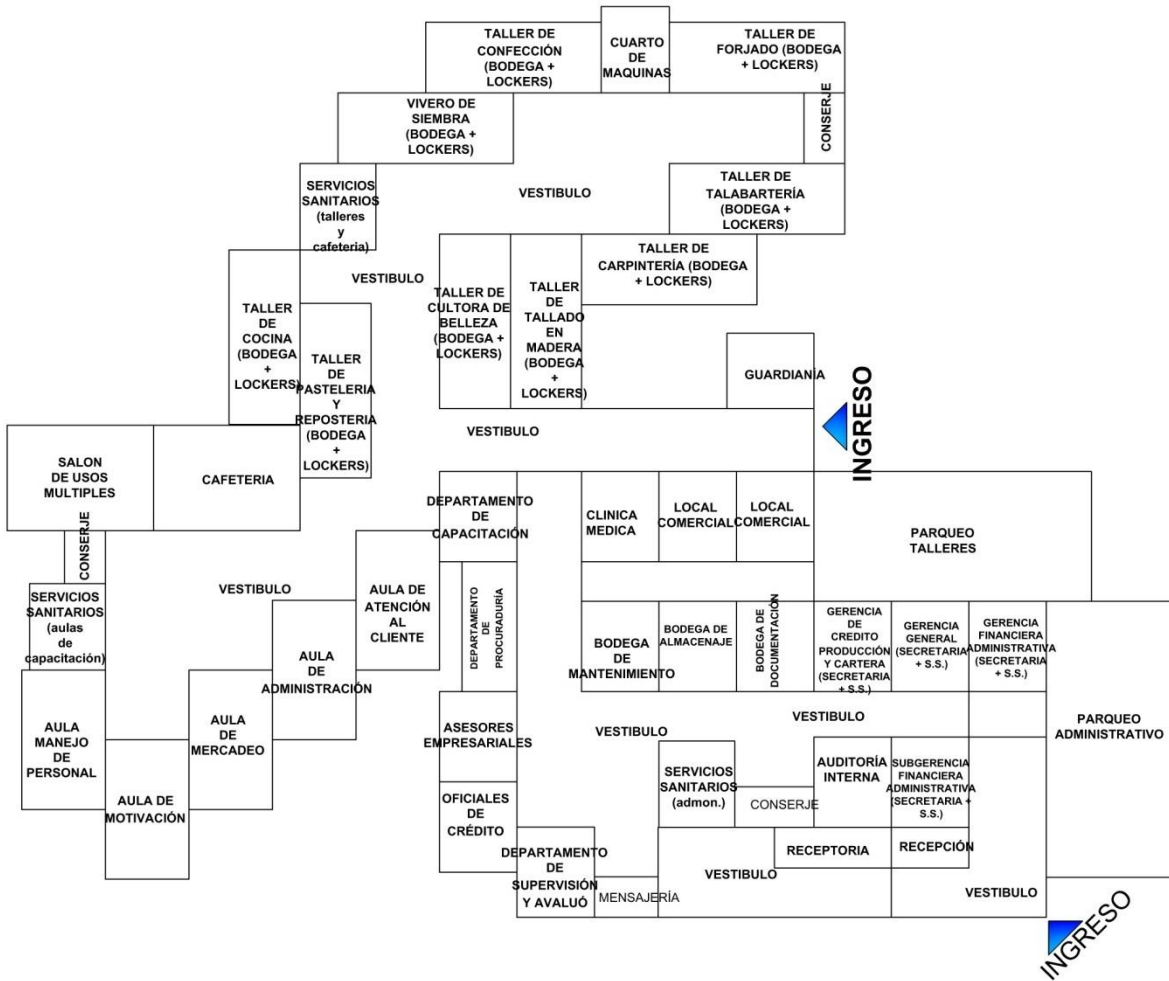 TALLER DE
CONFECCIÓN
(BODEGA +
LOCKERS)
CUARTO
DE
MAQUINAS
TALLER DE
FORJADO (BODEGA
+ LOCKERS)
VIVERO DE
SIEMBRA
(BODEGA +
LOCKERS)
CONSERJE
SERVICIOS
SANITARIOS
(talleres
y
cafeteria)
VESTIBULO
TALLER DE
TALABARTERÍA
(BODEGA +
LOCKERS)
VESTIBULO
TALLER DE
CARPINTERÍA (BODEGA
+ LOCKERS)
TALLER DE
CULTORA DE
BELLEZA
(BODEGA +
LOCKERS)
TALLER
DE
TALLADO
EN
MADERA
(BODEGA
+
LOCKERS)
TALLER
DE
COCINA
(BODEGA
+
LOCKERS)
TALLER
DE
PASTELERIA
Y
REPOSTERIA
(BODEGA
+
LOCKERS)
GUARDIANÍA
INGRESO
VESTIBULO
SALON
DE USOS
MULTIPLES
CAFETERIA
DEPARTAMENTO
DE
CAPACITACIÓN
CLINICA
MEDICA
LOCAL
COMERCIAL
LOCAL
COMERCIAL
PARQUEO
TALLERES
CONSERJE
SERVICIOS
SANITARIOS
(aulas
de
capacitación)
VESTIBULO
AULA DE
ATENCIÓN
AL
CLIENTE
DEPARTAMENTO
DE
PROCURADURÍA
BODEGA
DE
MANTENIMIENTO
BODEGA DE
ALMACENAJE
BODEGA DE
DOCUMENTACIÓN
GERENCIA
DE
CREDITO
PRODUCCIÓN
Y CARTERA
(SECRETARIA
+ S.S.)
GERENCIA
GENERAL
(SECRETARIA
+ S.S.)
GERENCIA
FINANCIERA
ADMINISTRATIVA
(SECRETARIA
+ S.S.)
AULA
DE
ADMINISTRACIÓN
AULA
MANEJO
DE
PERSONAL
AULA
DE
MERCADEO
AULA DE
MOTIVACIÓN
ASESORES
EMPRESARIALES
VESTIBULO
VESTIBULO
PARQUEO
ADMINISTRATIVO
SERVICIOS
SANITARIOS
(admon.)
CONSERJE
AUDITORÍA
INTERNA
SUBGERENCIA
FINANCIERA
ADMINISTRATIVA
(SECRETARIA +
S.S.)
OFICIALES
DE
CRÉDITO
DEPARTAMENTO
DE
SUPERVISIÓN
Y AVALUÓ
MENSAJERÍA
RECEPTORIA
RECEPCIÓN
VESTIBULO
VESTIBULO
INGRESO